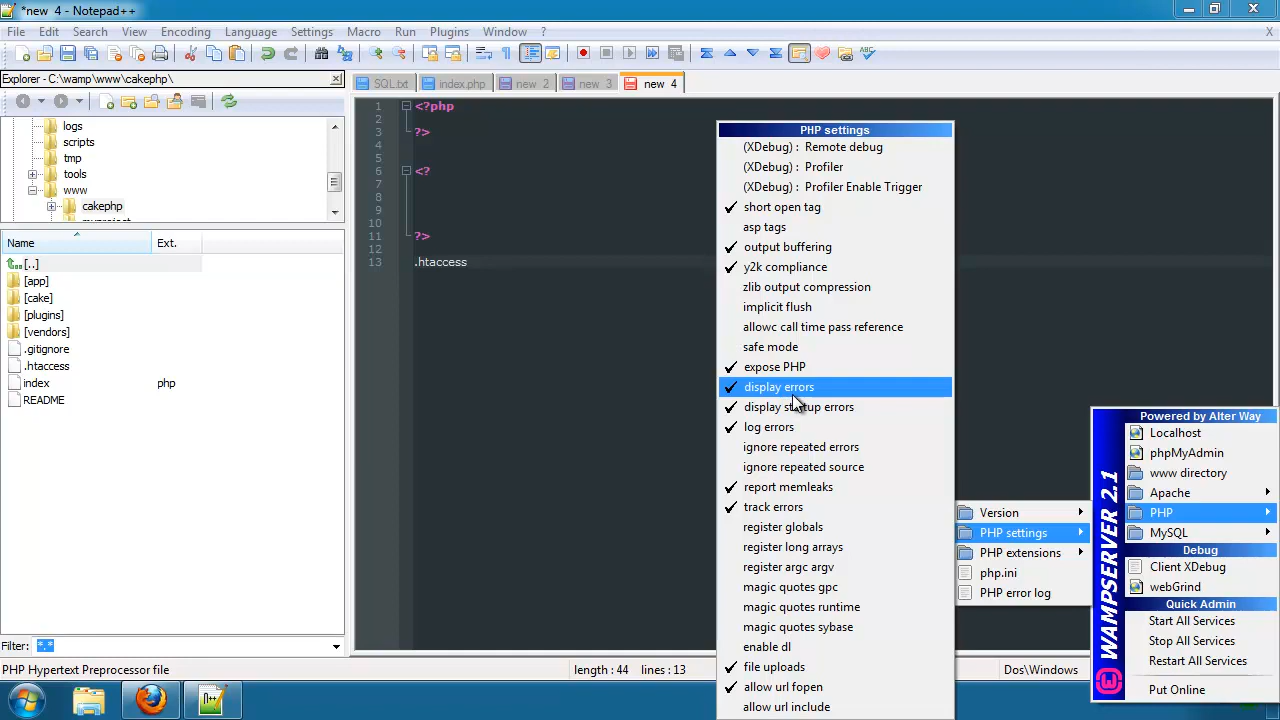 *new 4 - Notepad++
File Edit Search View Encoding Language Settings Macro Run Plugins Window ? X
Explorer - C:\wamp\www\cakephp\
logs
scripts
tmp
tools
www
cakephp
Name Ext.
[..]
[app]
[cake]
[plugins]
[vendors]
.gitignore
.htaccess
index php
README
Filter: *.*
SQL.txt index.php new 2 new 3 new 4
1 <?php
2
3 ?>
4
5
6 <?
7
8
9
10
11 ?>
12
13 .htaccess
PHP settings
(XDebug) : Remote debug
(XDebug) : Profiler
(XDebug) : Profiler Enable Trigger
short open tag
asp tags
output buffering
y2k compliance
zlib output compression
implicit flush
allowc call time pass reference
safe mode
expose PHP
display errors
display startup errors
log errors
ignore repeated errors
ignore repeated source
report memleaks
track errors
register globals
register long arrays
register argc argv
magic quotes gpc
magic quotes runtime
magic quotes sybase
enable dl
file uploads
allow url fopen
allow url include
Version
PHP settings
PHP extensions
php.ini
PHP error log
WAMPSERVER 2.1
Powered by Alter Way
Localhost
phpMyAdmin
www directory
Apache
PHP
MySQL
Debug
Client XDebug
webGrind
Quick Admin
Start All Services
Stop All Services
Restart All Services
Put Online
PHP Hypertext Preprocessor file length : 44 lines : 13 Dos\Windows